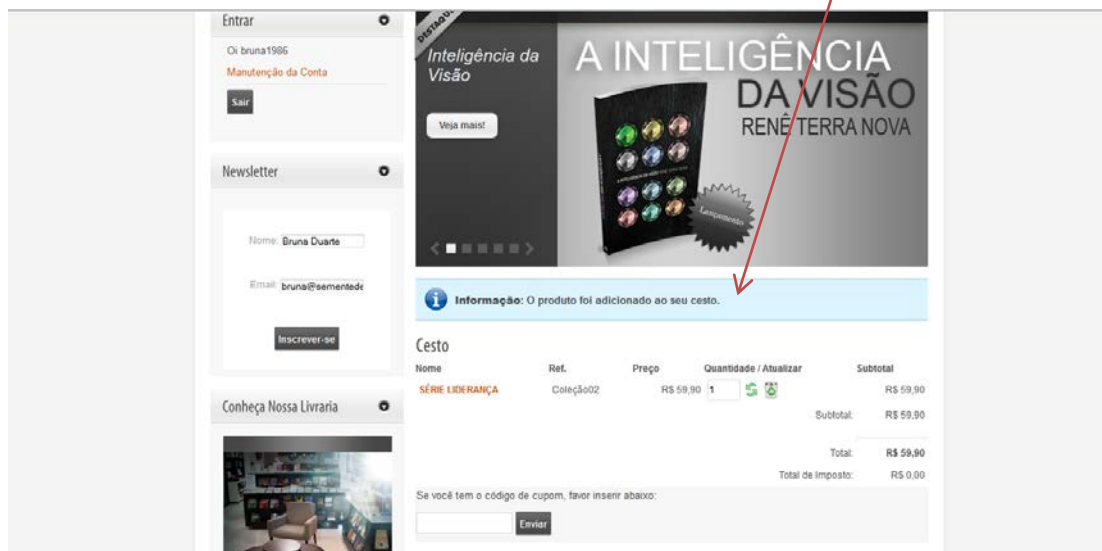 Entrar
Oi bruna1986
Manutenção da Conta
Sair
Newsletter
Nome: Bruna Duarte
Email: bruna@sementede
Inscrever-se
Conheça Nossa Livraria
DESTAQUE
Inteligência da
Visão
Veja mais!
A INTELIGÊNCIA
DA VISÃO
RENÊ TERRA NOVA
Lançamento
Informação: O produto foi adicionado ao seu cesto.
Cesto
Nome Ref. Preço Quantidade / Atualizar Subtotal
SÉRIE LIDERANÇA Coleção02 R$ 59,90 1 R$ 59,90
Subtotal: R$ 59,90
Total: R$ 59,90
Total de Imposto: R$ 0,00
Se você tem o código de cupom, favor inserir abaixo:
Enviar